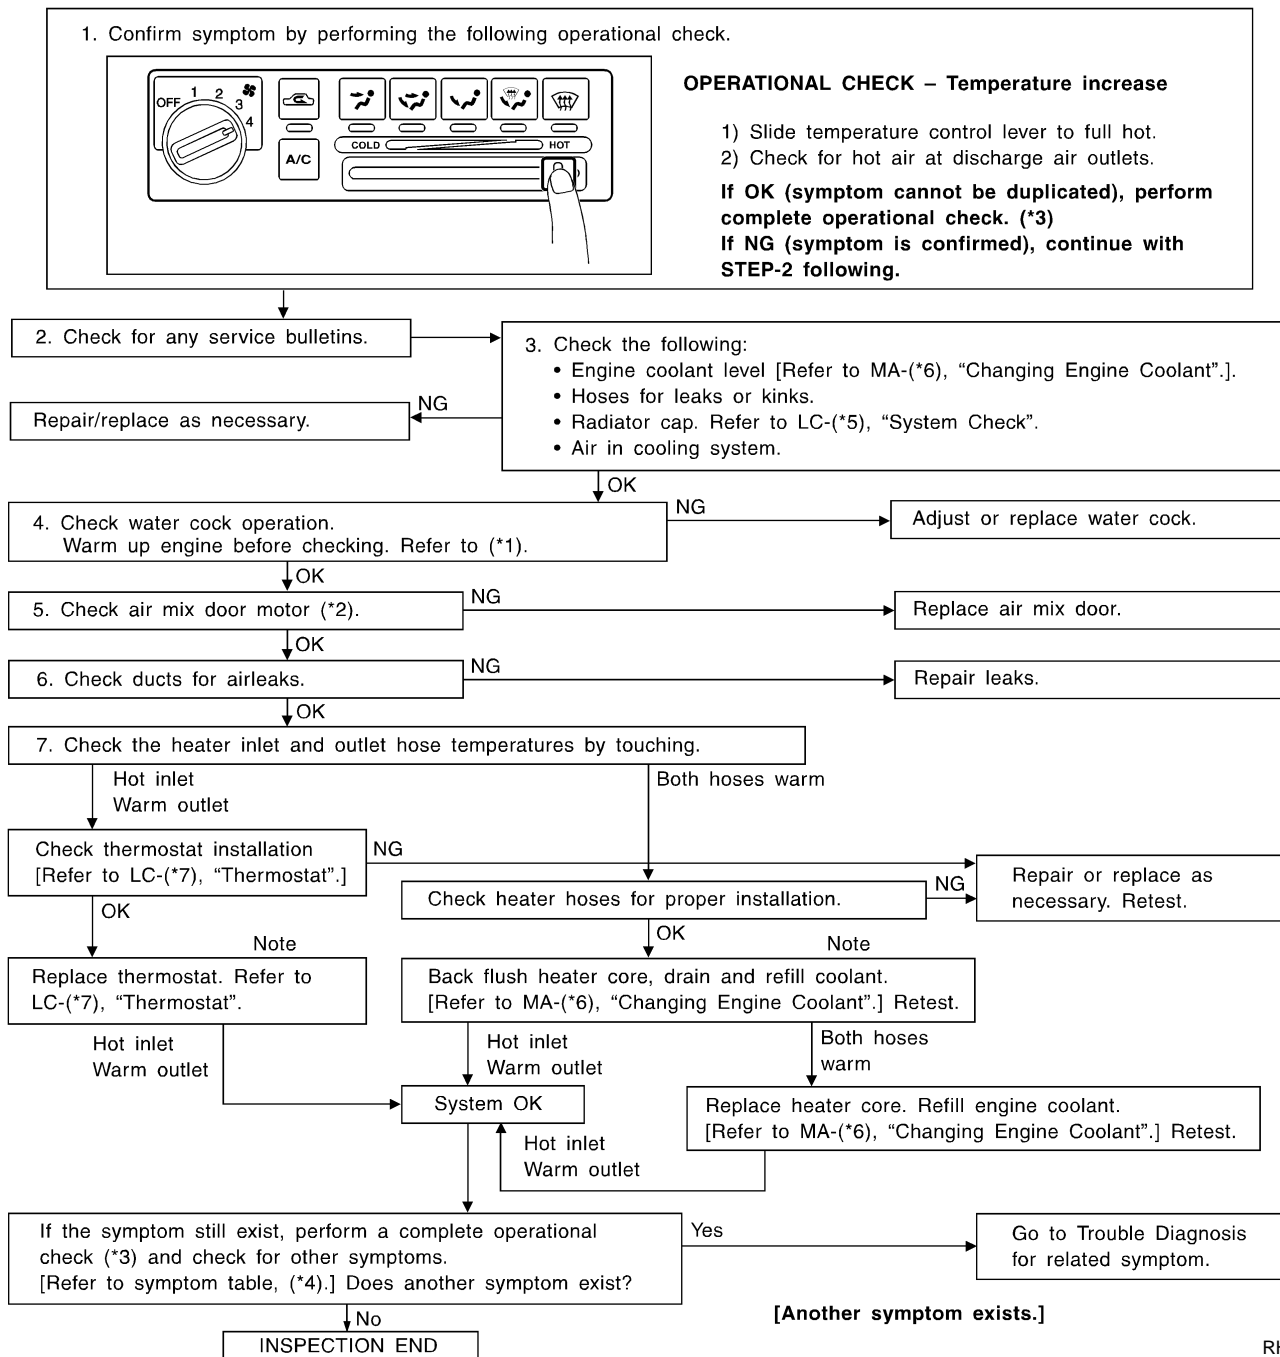 1. Confirm symptom by performing the following operational check.
OFF 1 2 3 4
A/C
COLD HOT
OPERATIONAL CHECK – Temperature increase
1) Slide temperature control lever to full hot.
2) Check for hot air at discharge air outlets.
If OK (symptom cannot be duplicated), perform
complete operational check. (*3)
If NG (symptom is confirmed), continue with
STEP-2 following.
2. Check for any service bulletins.
3. Check the following:
• Engine coolant level [Refer to MA-(*6), “Changing Engine Coolant”.].
• Hoses for leaks or kinks.
• Radiator cap. Refer to LC-(*5), “System Check”.
• Air in cooling system.
NG
Repair/replace as necessary.
OK
4. Check water cock operation.
Warm up engine before checking. Refer to (*1).
NG
Adjust or replace water cock.
OK
5. Check air mix door motor (*2).
NG
Replace air mix door.
OK
6. Check ducts for airleaks.
NG
Repair leaks.
OK
7. Check the heater inlet and outlet hose temperatures by touching.
Hot inlet
Warm outlet
Both hoses warm
Check thermostat installation
[Refer to LC-(*7), “Thermostat”.]
NG
Check heater hoses for proper installation.
NG
Repair or replace as
necessary. Retest.
OK
OK
Note
Note
Replace thermostat. Refer to
LC-(*7), “Thermostat”.
Back flush heater core, drain and refill coolant.
[Refer to MA-(*6), “Changing Engine Coolant”.] Retest.
Hot inlet
Warm outlet
Hot inlet
Warm outlet
Both hoses
warm
System OK
Replace heater core. Refill engine coolant.
[Refer to MA-(*6), “Changing Engine Coolant”.] Retest.
Hot inlet
Warm outlet
If the symptom still exist, perform a complete operational
check (*3) and check for other symptoms.
[Refer to symptom table, (*4).] Does another symptom exist?
Yes
Go to Trouble Diagnosis
for related symptom.
[Another symptom exists.]
No
INSPECTION END